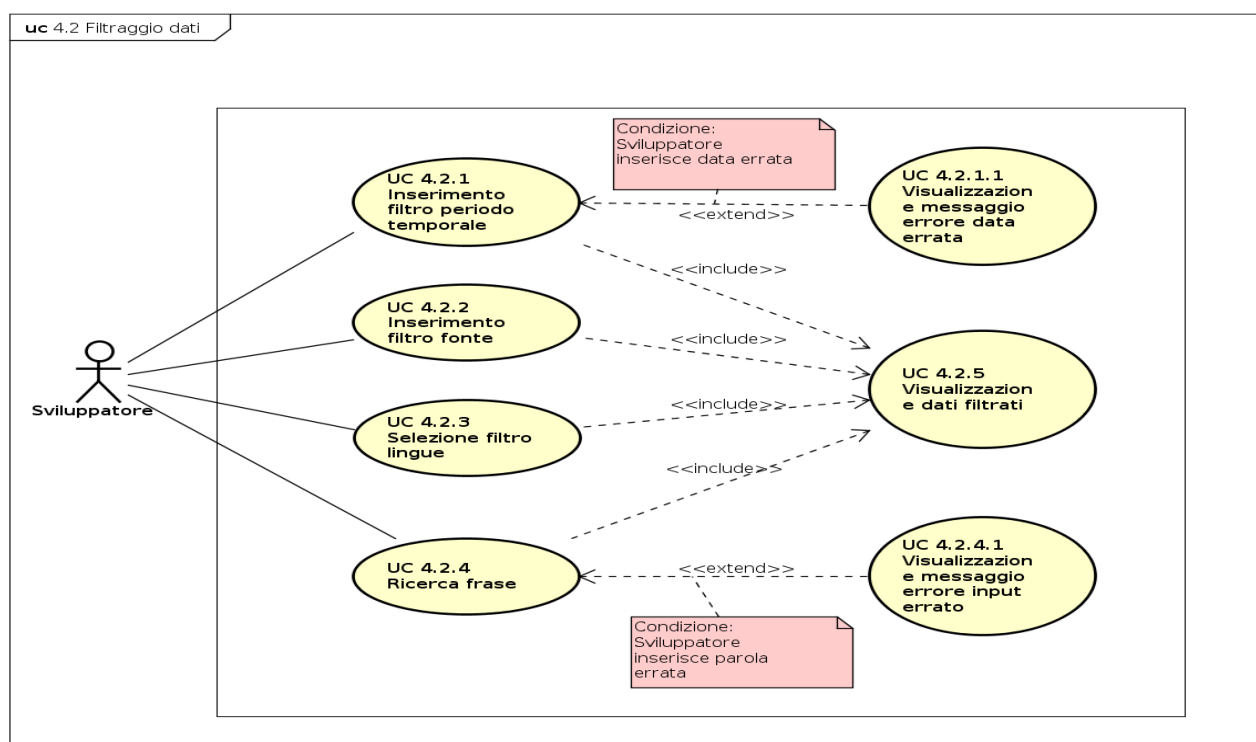 uc 4.2 Filtraggio dati
Condizione:
Sviluppatore
inserisce data errata
UC 4.2.1
Inserimento
filtro periodo
temporale
<<extend>>
UC 4.2.1.1
Visualizzazion
e messaggio
errore data
errata
<<include>>
UC 4.2.2
Inserimento
filtro fonte
<<include>>
Sviluppatore
UC 4.2.3
Selezione filtro
lingue
<<include>>
UC 4.2.5
Visualizzazion
e dati filtrati
<<include>>
UC 4.2.4
Ricerca frase
<<extend>>
UC 4.2.4.1
Visualizzazion
e messaggio
errore input
errato
Condizione:
Sviluppatore
inserisce parola
errata